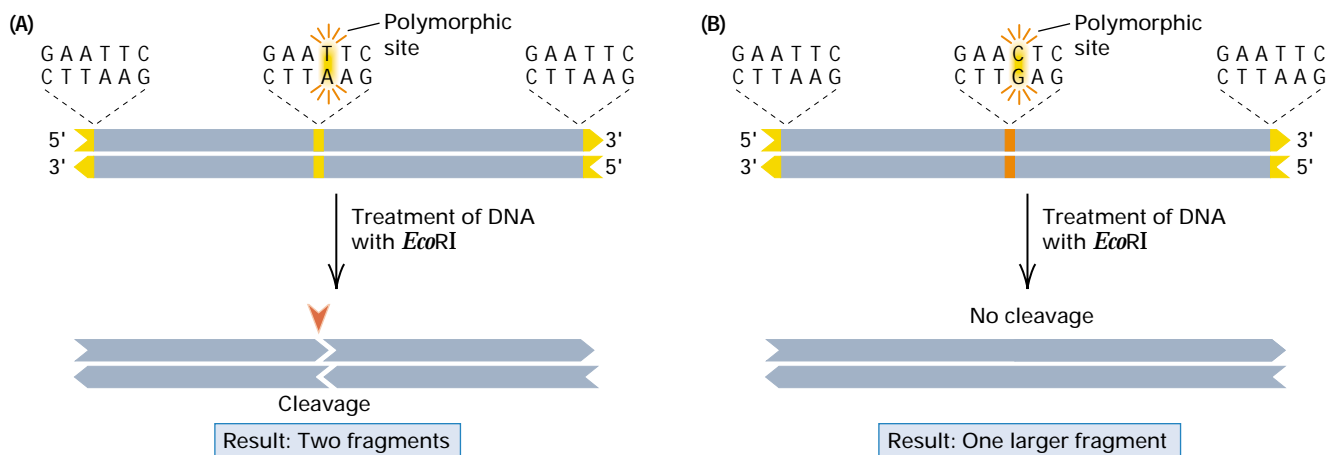 (A)
Polymorphic
site
G A A T T C
C T T A A G
G A A T T C
C T T A A G
G A A T T C
C T T A A G
5'
3'
3'
5'
Treatment of DNA
with EcoRI
Cleavage
Result: Two fragments
(B)
Polymorphic
site
G A A T T C
C T T A A G
G A A C T C
C T T G A G
G A A T T C
C T T A A G
5'
3'
3'
5'
Treatment of DNA
with EcoRI
No cleavage
Result: One larger fragment